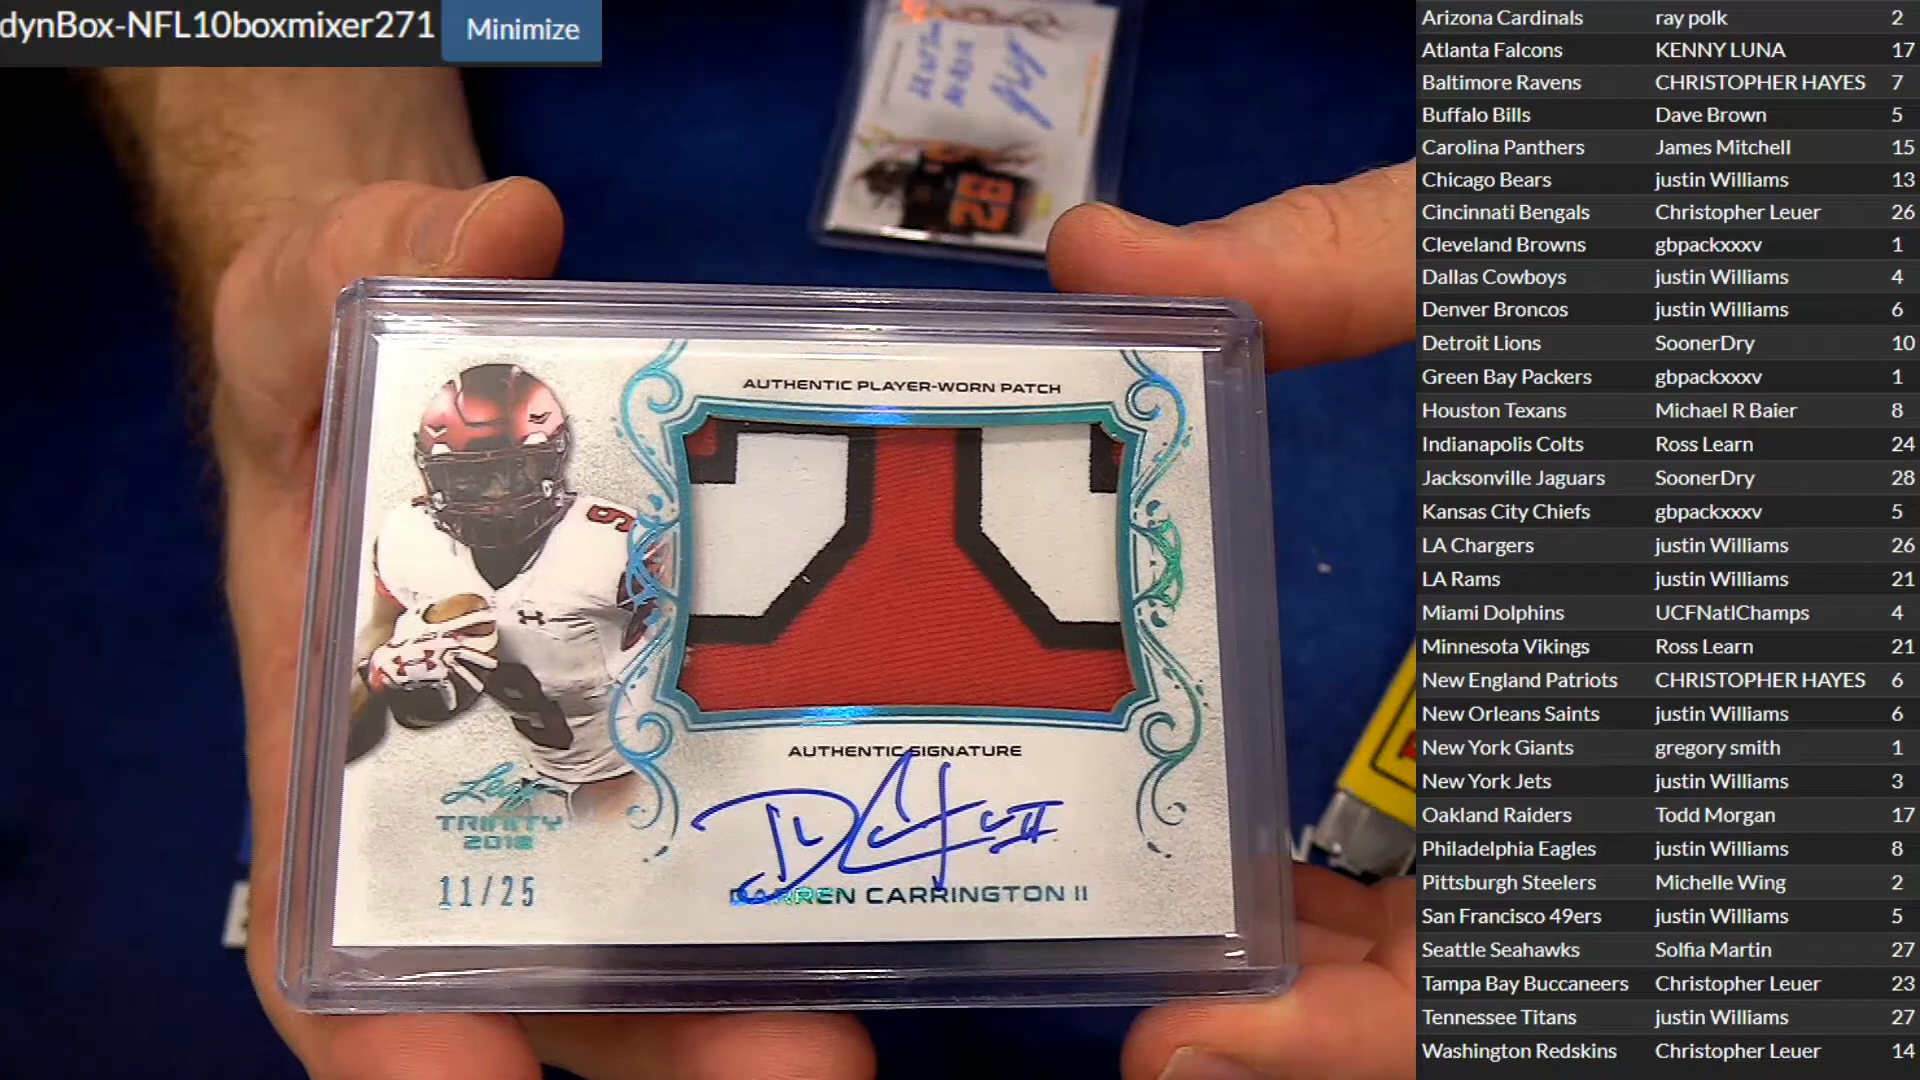 dynBox-NFL10boxmixer271 Minimize
28
AUTHENTIC PLAYER-WORN PATCH
AUTHENTIC SIGNATURE
Leaf
TRINITY
2018
11/25
DARREN CARRINGTON II
Arizona Cardinals ray polk 2
Atlanta Falcons KENNY LUNA 17
Baltimore Ravens CHRISTOPHER HAYES 7
Buffalo Bills Dave Brown 5
Carolina Panthers James Mitchell 15
Chicago Bears justin Williams 13
Cincinnati Bengals Christopher Leuer 26
Cleveland Browns gbpackxxxv 1
Dallas Cowboys justin Williams 4
Denver Broncos justin Williams 6
Detroit Lions SoonerDry 10
Green Bay Packers gbpackxxxv 1
Houston Texans Michael R Baier 8
Indianapolis Colts Ross Learn 24
Jacksonville Jaguars SoonerDry 28
Kansas City Chiefs gbpackxxxv 5
LA Chargers justin Williams 26
LA Rams justin Williams 21
Miami Dolphins UCFNatlChamps 4
Minnesota Vikings Ross Learn 21
New England Patriots CHRISTOPHER HAYES 6
New Orleans Saints justin Williams 6
New York Giants gregory smith 1
New York Jets justin Williams 3
Oakland Raiders Todd Morgan 17
Philadelphia Eagles justin Williams 8
Pittsburgh Steelers Michelle Wing 2
San Francisco 49ers justin Williams 5
Seattle Seahawks Solfia Martin 27
Tampa Bay Buccaneers Christopher Leuer 23
Tennessee Titans justin Williams 27
Washington Redskins Christopher Leuer 14